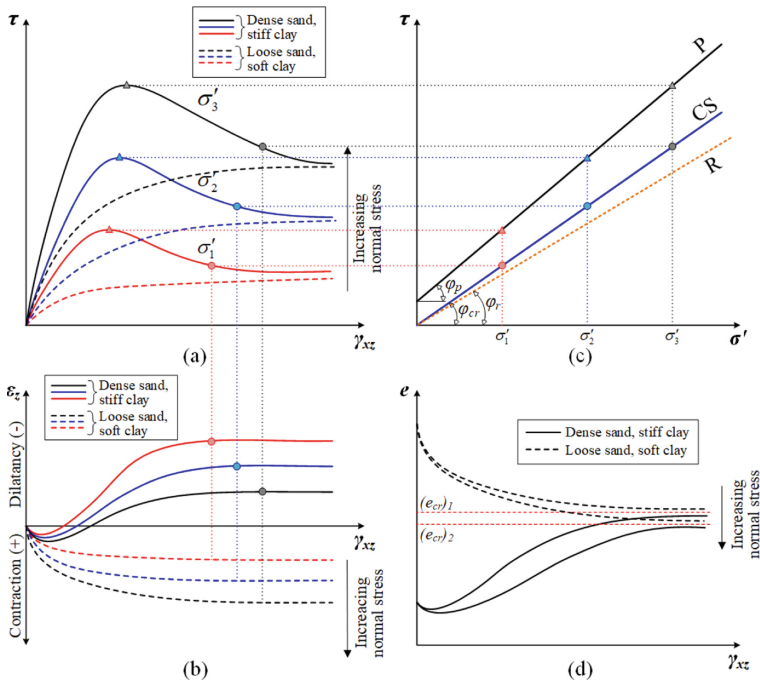 τ
Dense sand,
stiff clay
Loose sand,
soft clay
σ′3
σ′2
σ′1
Increasing
normal stress
γxz
(a)
τ
P
CS
R
φp
φcr
φr
σ′1
σ′2
σ′3
σ′
(c)
εz
Dense sand,
stiff clay
Loose sand,
soft clay
Dilatancy (-)
Contraction (+)
γxz
Increacing
normal stress
(b)
e
Dense sand, stiff clay
Loose sand, soft clay
(ecr)1
(ecr)2
Increasing
normal stress
γxz
(d)